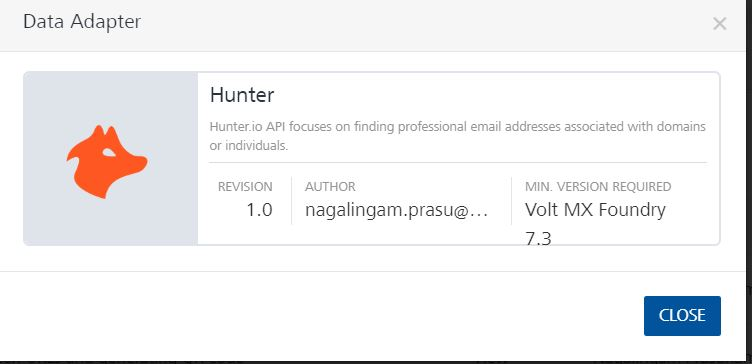 Data Adapter
×
Hunter
Hunter.io API focuses on finding professional email addresses associated with domains
or individuals.
REVISION AUTHOR MIN. VERSION REQUIRED
1.0 nagalingam.prasu@... Volt MX Foundry
7.3
CLOSE